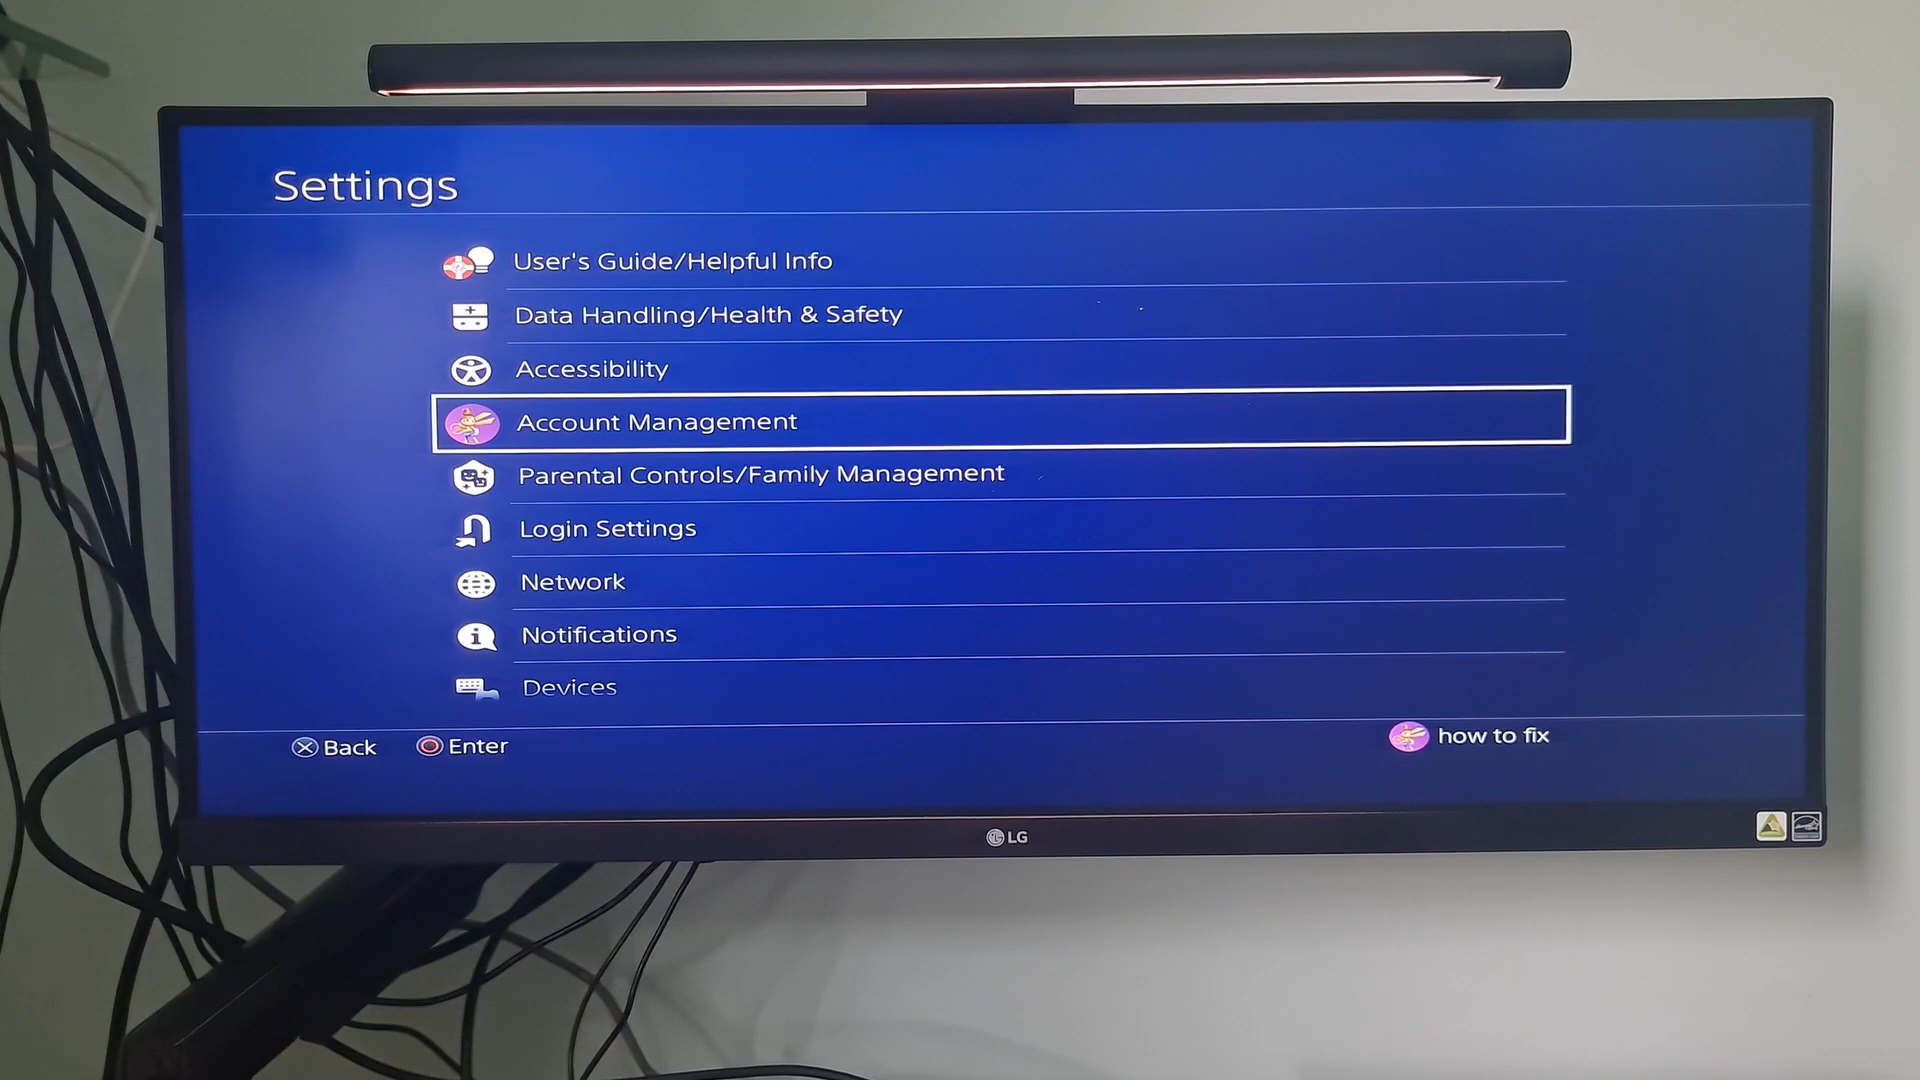 Settings
User's Guide/Helpful Info
Data Handling/Health & Safety
Accessibility
Account Management
Parental Controls/Family Management
Login Settings
Network
Notifications
Devices
Back Enter
how to fix
LG